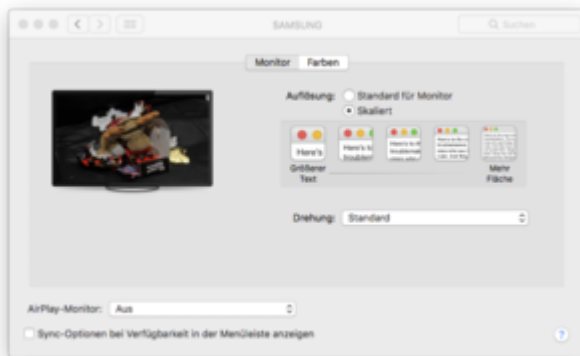 SAMSUNG
Suchen
Monitor Farben
Auflösung: Standard für Monitor
Skaliert
Here's
Größerer Text
Mehr Fläche
Drehung: Standard
AirPlay-Monitor: Aus
Sync-Optionen bei Verfügbarkeit in der Menüleiste anzeigen
?